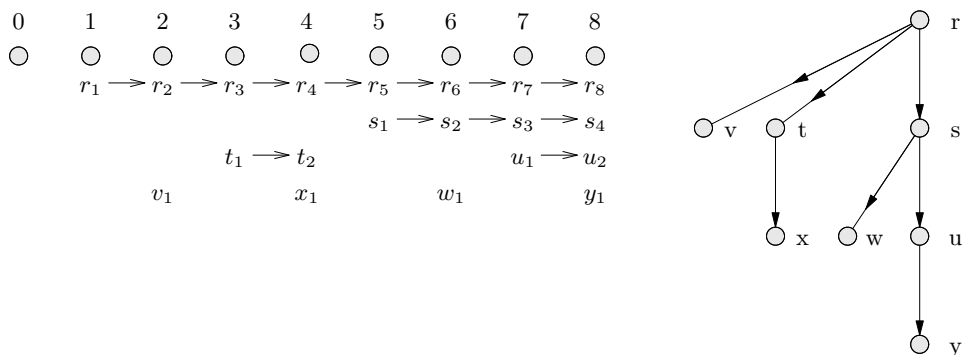 0 1 2 3 4 5 6 7 8
r₁ → r₂ → r₃ → r₄ → r₅ → r₆ → r₇ → r₈
s₁ → s₂ → s₃ → s₄
t₁ → t₂ u₁ → u₂
v₁ x₁ w₁ y₁
r
v t s
x w u
y